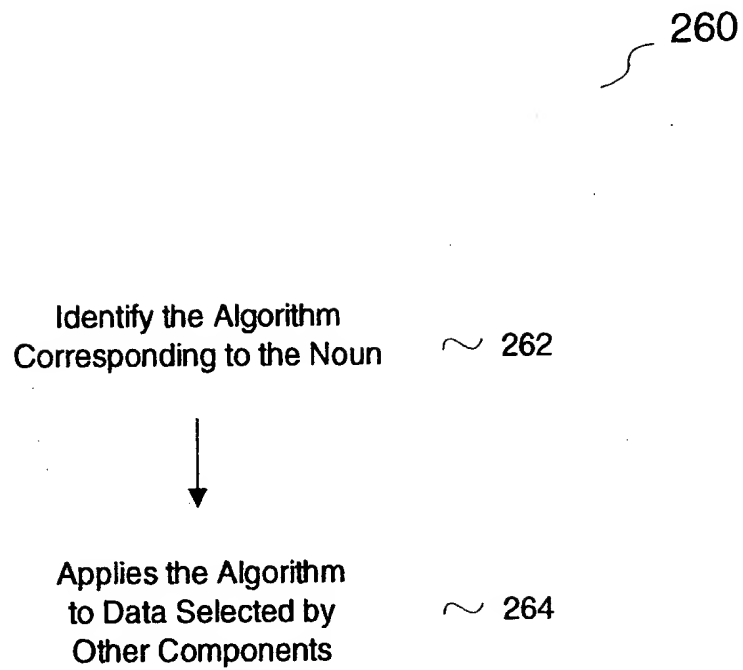 260
Identify the Algorithm
Corresponding to the Noun
262
Applies the Algorithm
to Data Selected by
Other Components
264